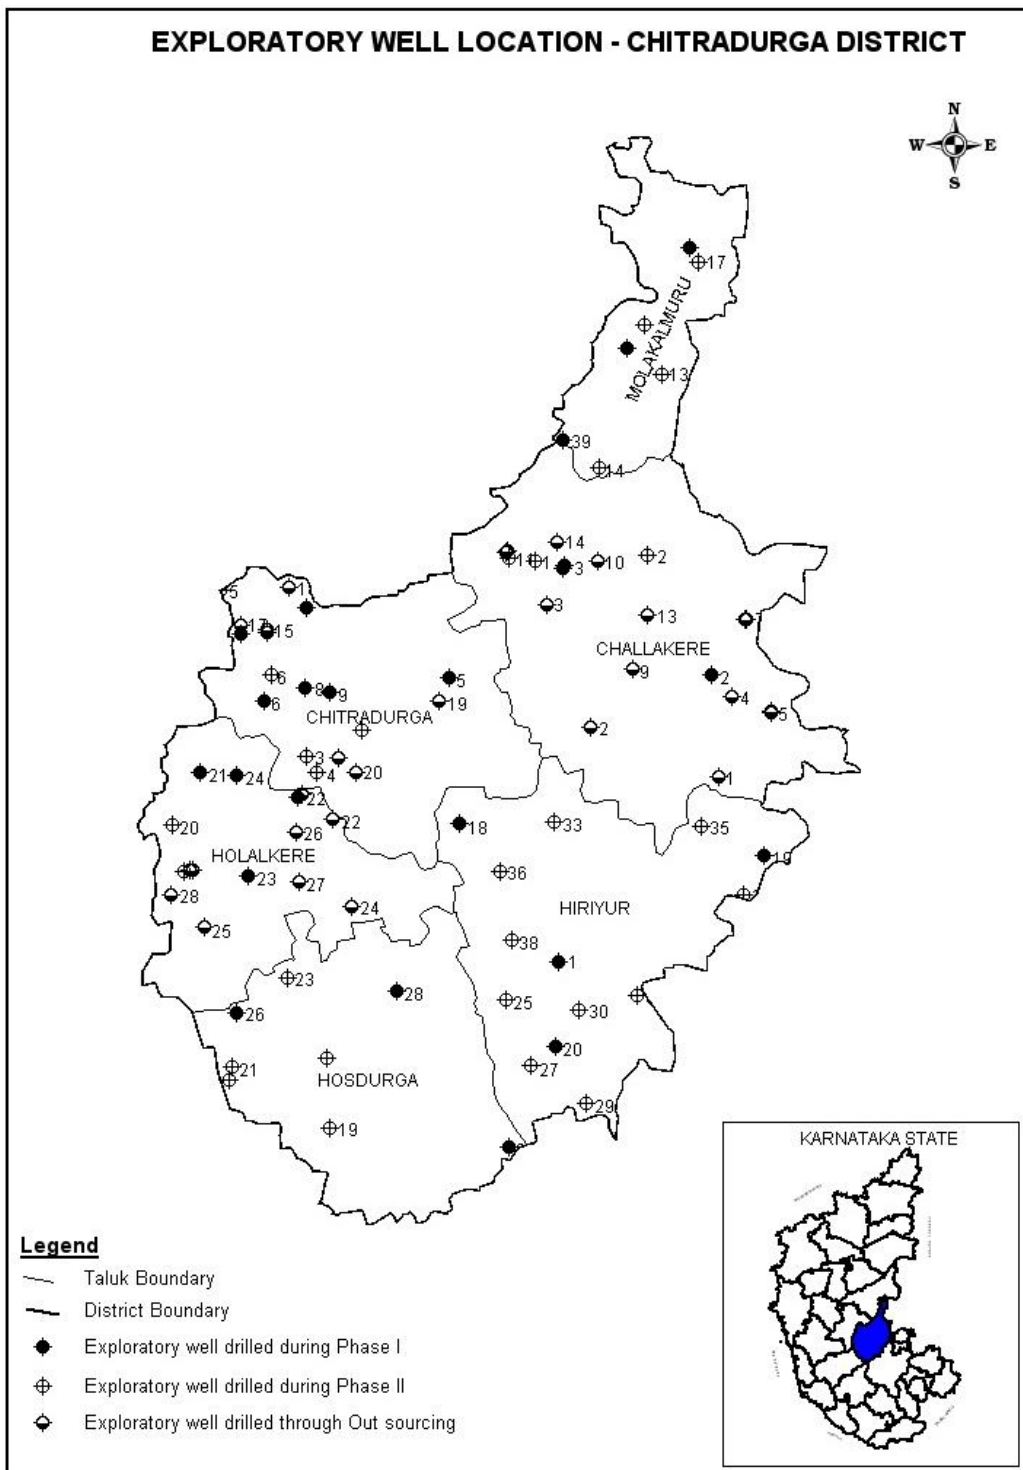 EXPLORATORY WELL LOCATION - CHITRADURGA DISTRICT
N
W E
S
17
MOLAKALMURU
13
39
14
14
1 10 2
3
3
13
CHALLAKERE
9 2
4
5
2
1
5
17
15
6
8 9 5
6 19
CHITRADURGA
3
4 20
21 24
22
20 22
26
HOLALKERE
23 27
28 24
25
18 33 35
19
36
HIRIYUR
38
1
23
28 25
30
26
20
21 27
HOSDURGA
29
19
KARNATAKA STATE
Legend
Taluk Boundary
District Boundary
Exploratory well drilled during Phase I
Exploratory well drilled during Phase II
Exploratory well drilled through Out sourcing